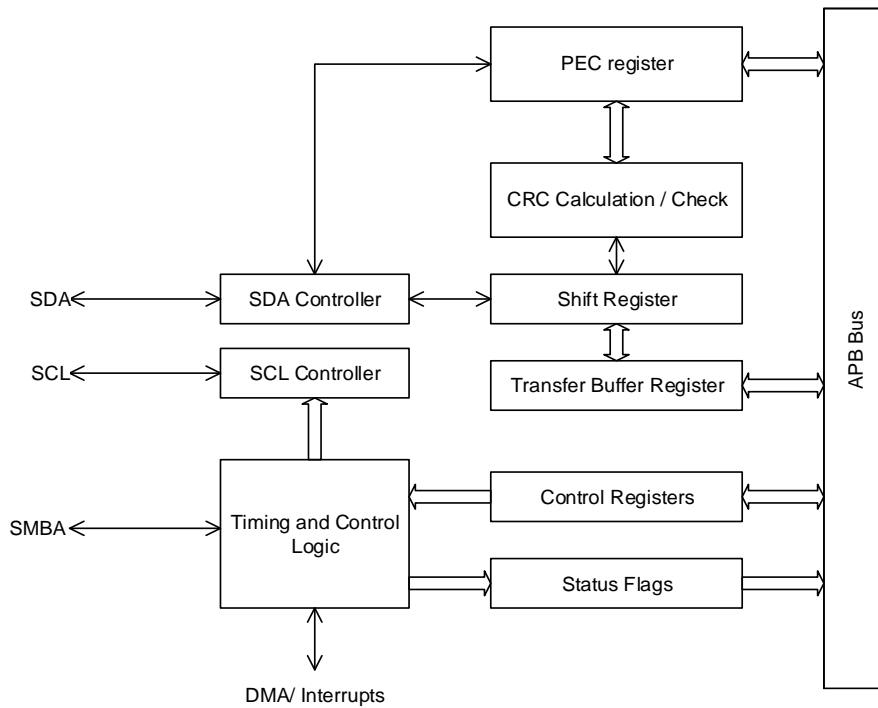 PEC register
CRC Calculation / Check
SDA
SDA Controller
Shift Register
SCL
SCL Controller
Transfer Buffer Register
APB Bus
SMBA
Timing and Control
Logic
Control Registers
Status Flags
DMA/ Interrupts